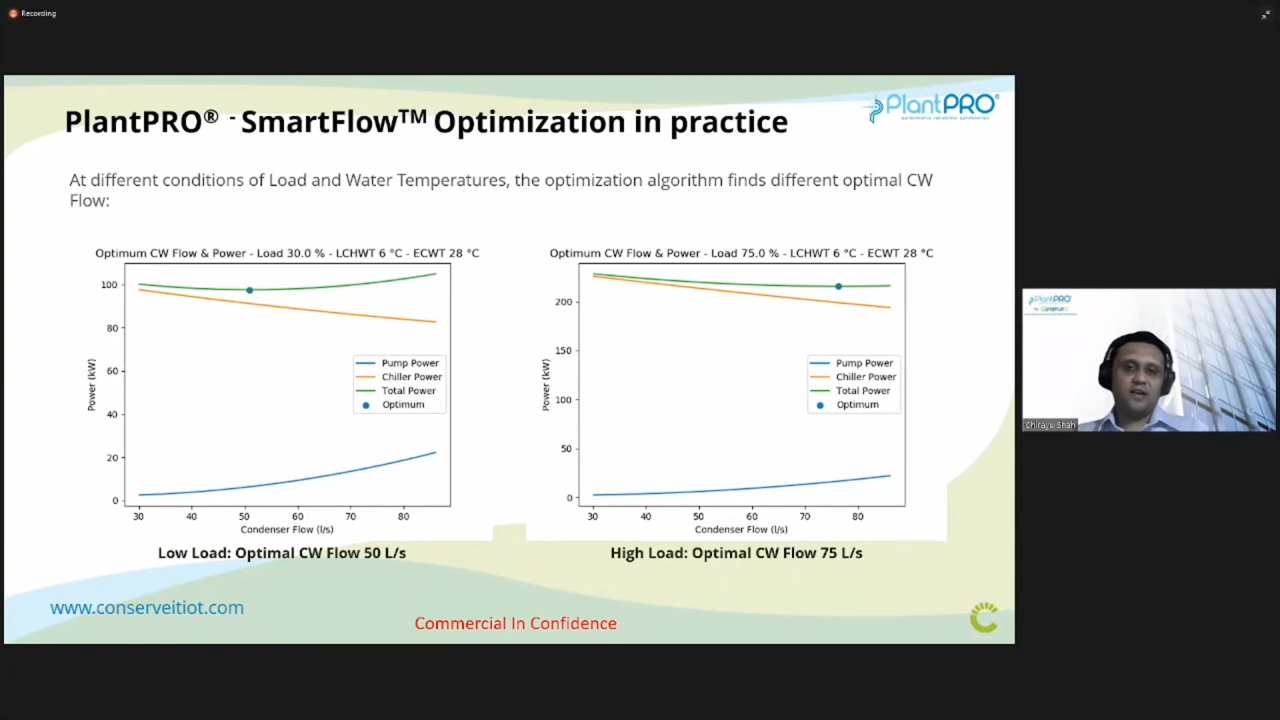 Recording
PlantPRO® - SmartFlow™ Optimization in practice
PlantPRO®
At different conditions of Load and Water Temperatures, the optimization algorithm finds different optimal CW
Flow:
Optimum CW Flow & Power - Load 30.0 % - LCHWT 6 °C - ECWT 28 °C
100
80
60
40
20
0
Power (kW)
Pump Power
Chiller Power
Total Power
Optimum
30 40 50 60 70 80
Condenser Flow (l/s)
Low Load: Optimal CW Flow 50 L/s
Optimum CW Flow & Power - Load 75.0 % - LCHWT 6 °C - ECWT 28 °C
200
150
100
50
0
Power (kW)
Pump Power
Chiller Power
Total Power
Optimum
30 40 50 60 70 80
Condenser Flow (l/s)
High Load: Optimal CW Flow 75 L/s
www.conserveitiot.com
Commercial In Confidence
PlantPRO
Chirayu Shah